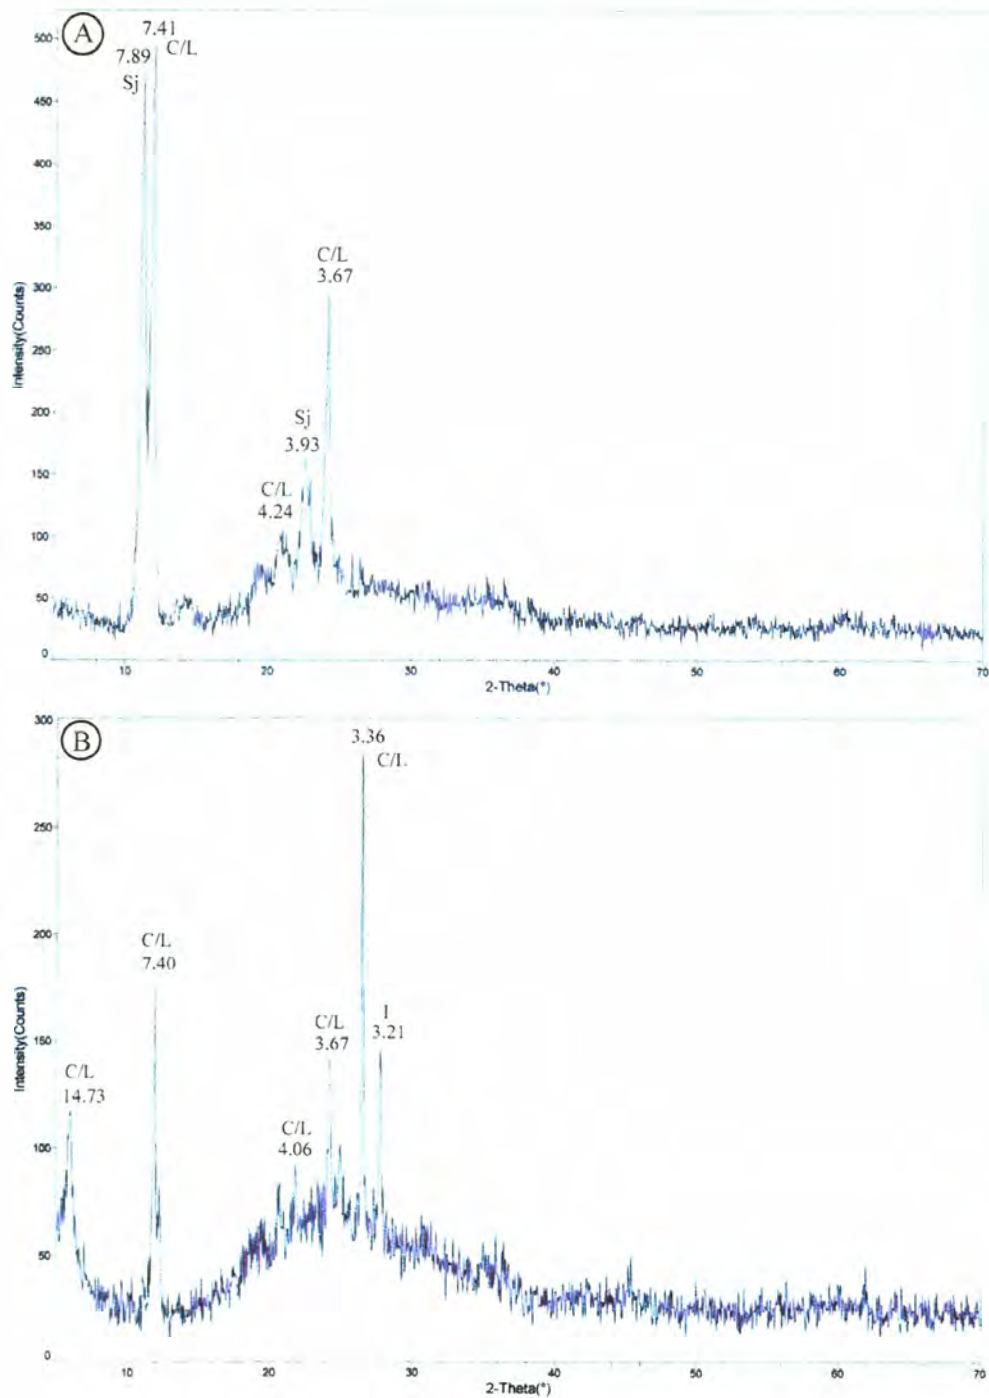 A
7.41
C/L
7.89
Sj
C/L
3.67
Sj
3.93
C/L
4.24
500
450
400
350
300
250
200
150
100
50
0
Intensity(Counts)
10 20 30 40 50 60 70
2-Theta(°)
B
3.36
C/L
C/L
7.40
C/L
3.67
I
3.21
C/L
14.73
C/L
4.06
300
250
200
150
100
50
0
Intensity(Counts)
10 20 30 40 50 60 70
2-Theta(°)